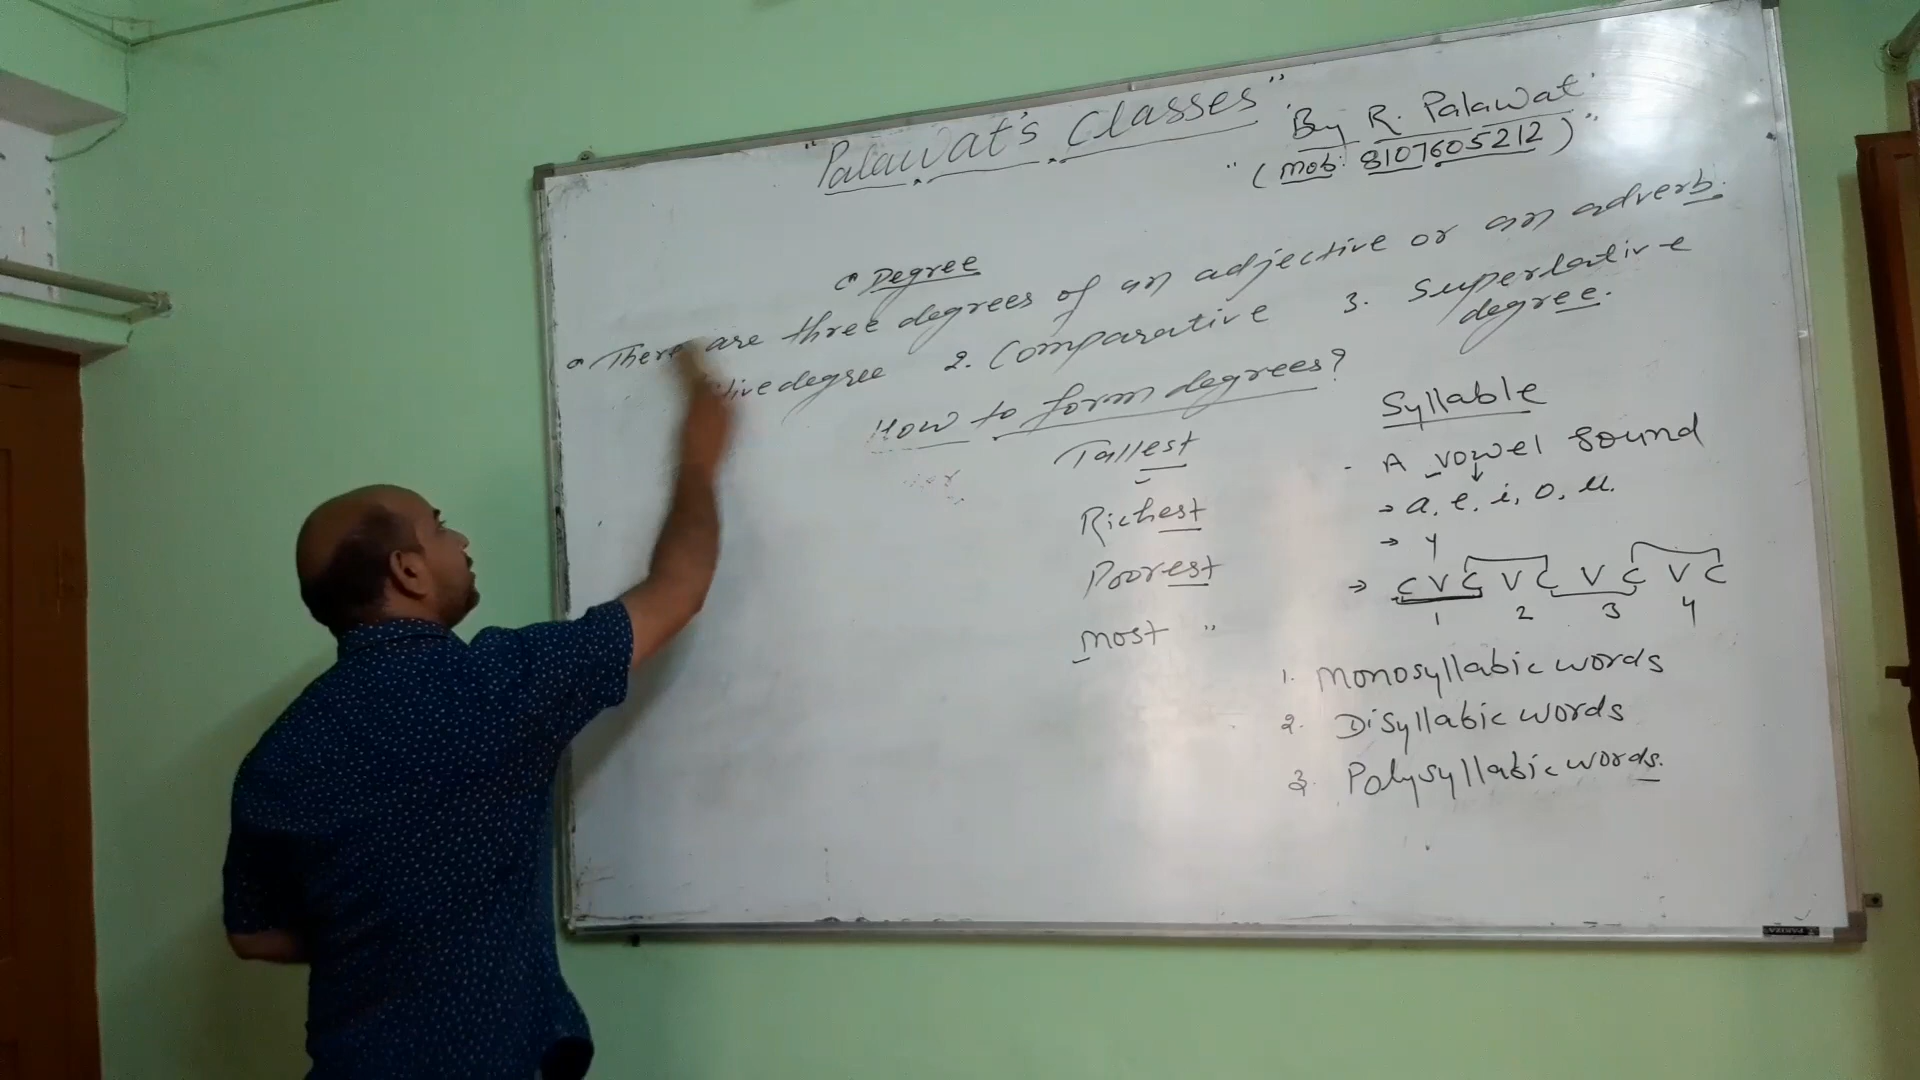 "Palawat's Classes"
"By R. Palawat"
"(mob: 8107605212)"
Degree
There are three degrees of an adjective or an adverb.
tive degree 2. Comparative 3. Superlative
degree.
How to form degrees?
Tallest
Richest
Poorest
most "
Syllable
- A vowel sound
→ a, e, i, o, u.
→ y
→ C V C V C V C V C
1 2 3 4
1. Monosyllabic words
2. Disyllabic words
3. Polysyllabic words.